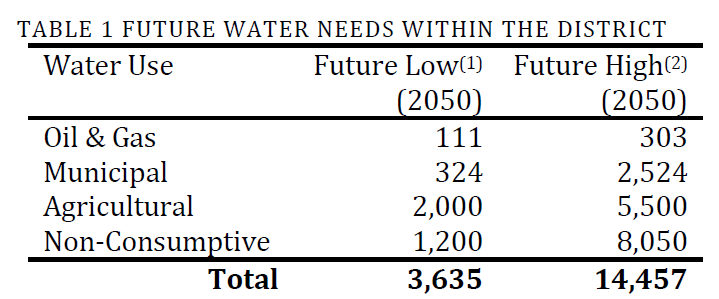 TABLE 1 FUTURE WATER NEEDS WITHIN THE DISTRICT
Water Use Future Low(1) Future High(2)
(2050) (2050)
Oil & Gas 111 303
Municipal 324 2,524
Agricultural 2,000 5,500
Non-Consumptive 1,200 8,050
Total 3,635 14,457